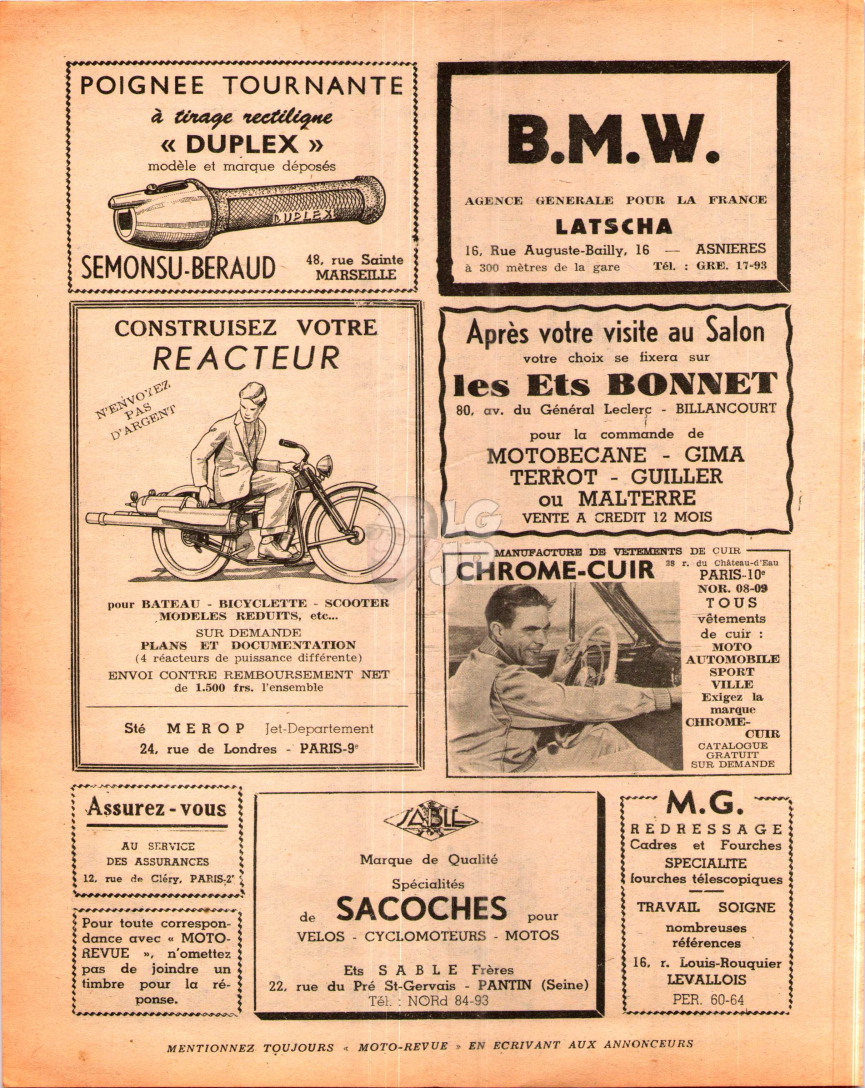 POIGNEE TOURNANTE
à tirage rectiligne
« DUPLEX »
modèle et marque déposés
DUPLEX
SEMONSU-BERAUD
48, rue Sainte
MARSEILLE
B.M.W.
AGENCE GENERALE POUR LA FRANCE
LATSCHA
16, Rue Auguste-Bailly, 16 — ASNIERES
à 300 mètres de la gare Tél. : GRE. 17-93
CONSTRUISEZ VOTRE
REACTEUR
N'ENVOYEZ
PAS
D'ARGENT
pour BATEAU - BICYCLETTE - SCOOTER
MODELES REDUITS, etc...
SUR DEMANDE
PLANS ET DOCUMENTATION
(4 réacteurs de puissance différente)
ENVOI CONTRE REMBOURSEMENT NET
de 1.500 frs. l'ensemble
Sté MEROP Jet-Departement
24, rue de Londres - PARIS-9e
Après votre visite au Salon
votre choix se fixera sur
les Ets BONNET
80, av. du Général Leclerc - BILLANCOURT
pour la commande de
MOTOBECANE - GIMA
TERROT - GUILLER
ou MALTERRE
VENTE A CREDIT 12 MOIS
MANUFACTURE DE VETEMENTS DE CUIR
CHROME-CUIR
28 r. du Château-d'Eau
PARIS-10e
NOR. 08-09
TOUS
vêtements
de cuir :
MOTO
AUTOMOBILE
SPORT
VILLE
Exigez la
marque
CHROME-
CUIR
CATALOGUE
GRATUIT
SUR DEMANDE
Assurez-vous
AU SERVICE
DES ASSURANCES
12, rue de Cléry, PARIS-2e
Pour toute correspon-
dance avec « MOTO-
REVUE », n'omettez
pas de joindre un
timbre pour la ré-
ponse.
SABLÉ
Marque de Qualité
Spécialités
de SACOCHES pour
VELOS - CYCLOMOTEURS - MOTOS
Ets SABLE Frères
22, rue du Pré St-Gervais - PANTIN (Seine)
Tél. : NORd 84-93
M.G.
REDRESSAGE
Cadres et Fourches
SPECIALITE
fourches télescopiques
TRAVAIL SOIGNE
nombreuses
références
16, r. Louis-Rouquier
LEVALLOIS
PER. 60-64
MENTIONNEZ TOUJOURS « MOTO-REVUE » EN ECRIVANT AUX ANNONCEURS